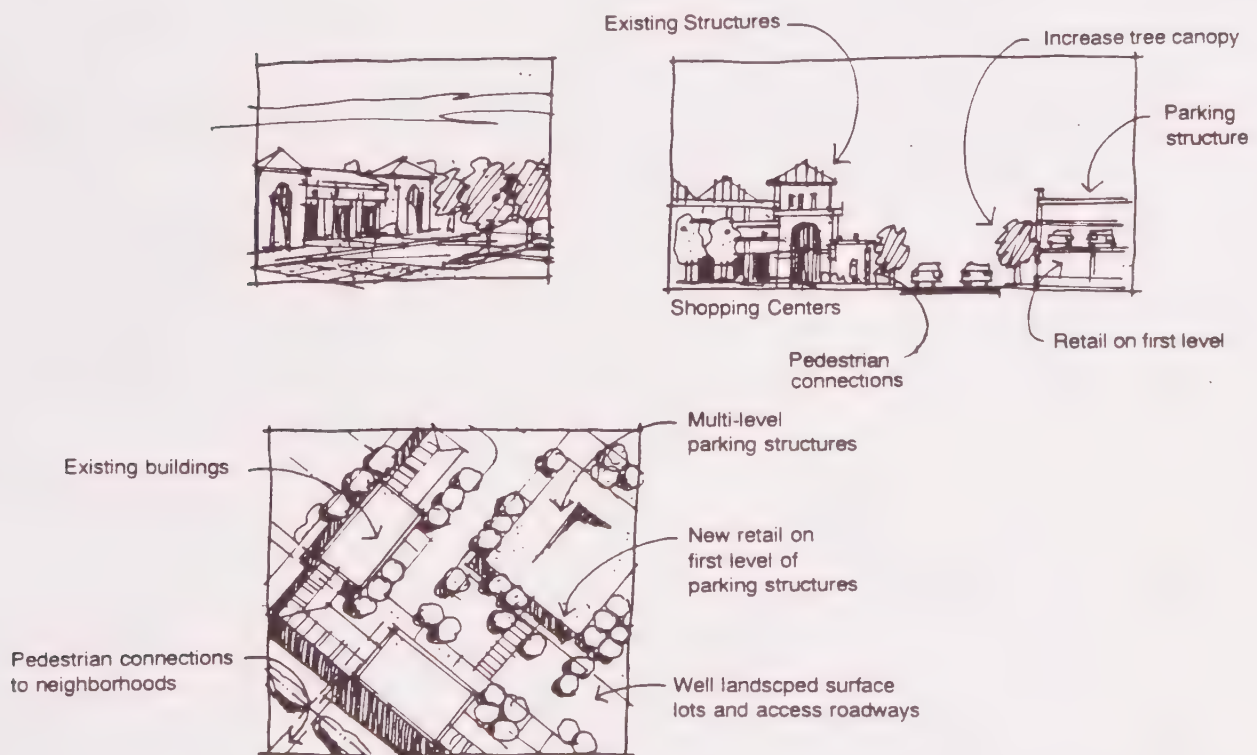 Existing Structures
Increase tree canopy
Parking
structure
Shopping Centers
Retail on first level
Pedestrian
connections
Multi-level
parking structures
Existing buildings
New retail on
first level of
parking structures
Pedestrian connections
to neighborhoods
Well landscped surface
lots and access roadways